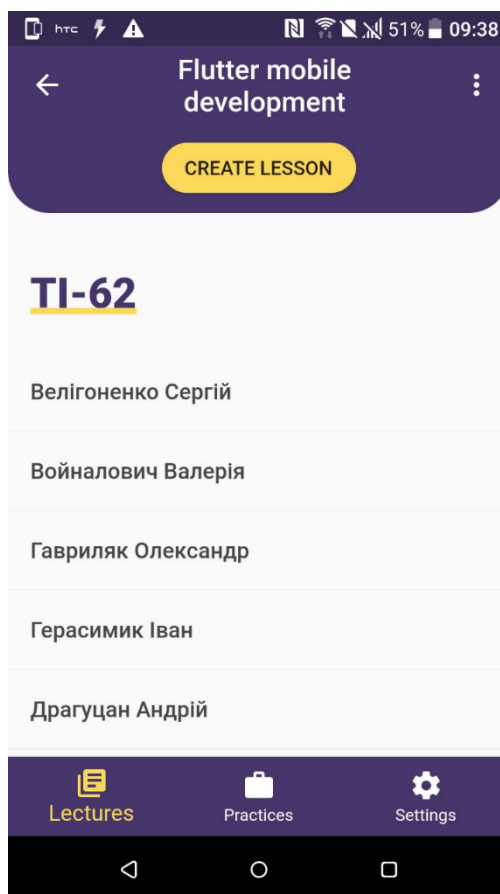 hTC 51% 09:38
Flutter mobile
development
CREATE LESSON
ТІ-62
Велігоненко Сергій
Войналович Валерія
Гавриляк Олександр
Герасимик Іван
Драгуцан Андрій
Lectures Practices Settings